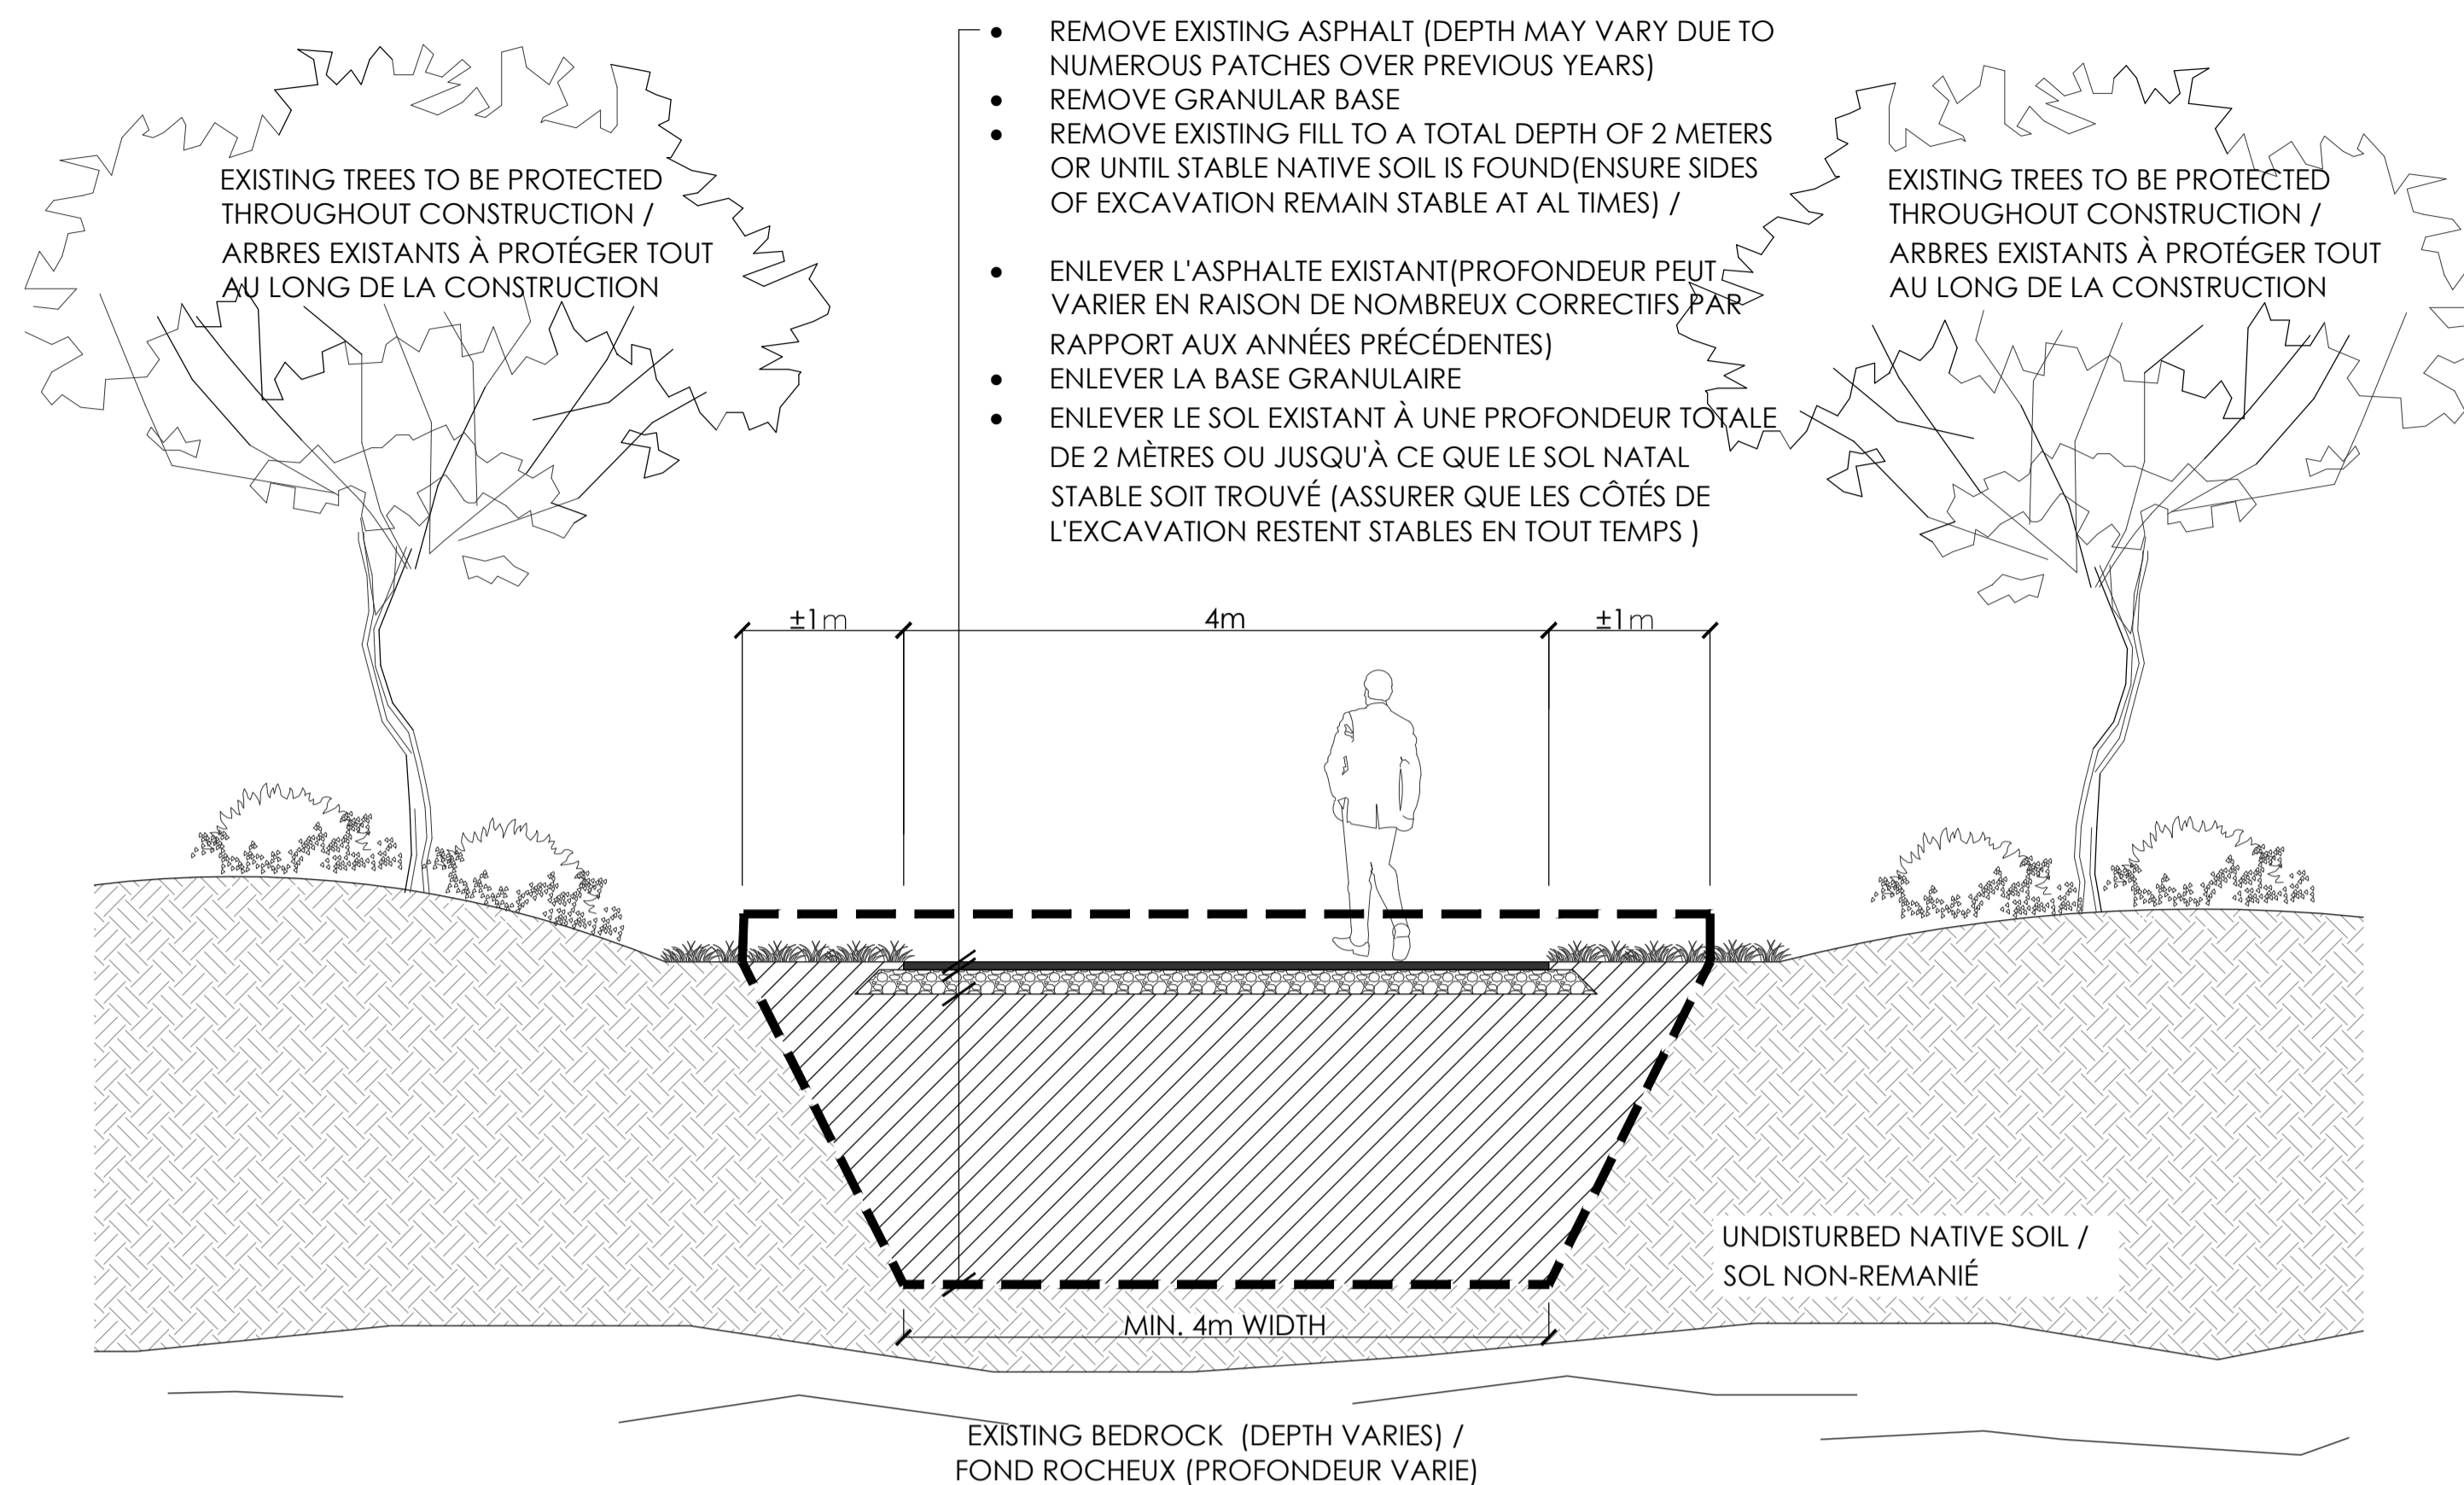 • REMOVE EXISTING ASPHALT (DEPTH MAY VARY DUE TO
NUMEROUS PATCHES OVER PREVIOUS YEARS)
• REMOVE GRANULAR BASE
• REMOVE EXISTING FILL TO A TOTAL DEPTH OF 2 METERS
OR UNTIL STABLE NATIVE SOIL IS FOUND(ENSURE SIDES
OF EXCAVATION REMAIN STABLE AT AL TIMES) /
• ENLEVER L'ASPHALTE EXISTANT(PROFONDEUR PEUT
VARIER EN RAISON DE NOMBREUX CORRECTIFS PAR
RAPPORT AUX ANNÉES PRÉCÉDENTES)
• ENLEVER LA BASE GRANULAIRE
• ENLEVER LE SOL EXISTANT À UNE PROFONDEUR TOTALE
DE 2 MÈTRES OU JUSQU'À CE QUE LE SOL NATAL
STABLE SOIT TROUVÉ (ASSURER QUE LES CÔTÉS DE
L'EXCAVATION RESTENT STABLES EN TOUT TEMPS )
EXISTING TREES TO BE PROTECTED
THROUGHOUT CONSTRUCTION /
ARBRES EXISTANTS À PROTÉGER TOUT
AU LONG DE LA CONSTRUCTION
EXISTING TREES TO BE PROTECTED
THROUGHOUT CONSTRUCTION /
ARBRES EXISTANTS À PROTÉGER TOUT
AU LONG DE LA CONSTRUCTION
±1m
4m
±1m
UNDISTURBED NATIVE SOIL /
SOL NON-REMANIÉ
MIN. 4m WIDTH
EXISTING BEDROCK (DEPTH VARIES) /
FOND ROCHEUX (PROFONDEUR VARIE)